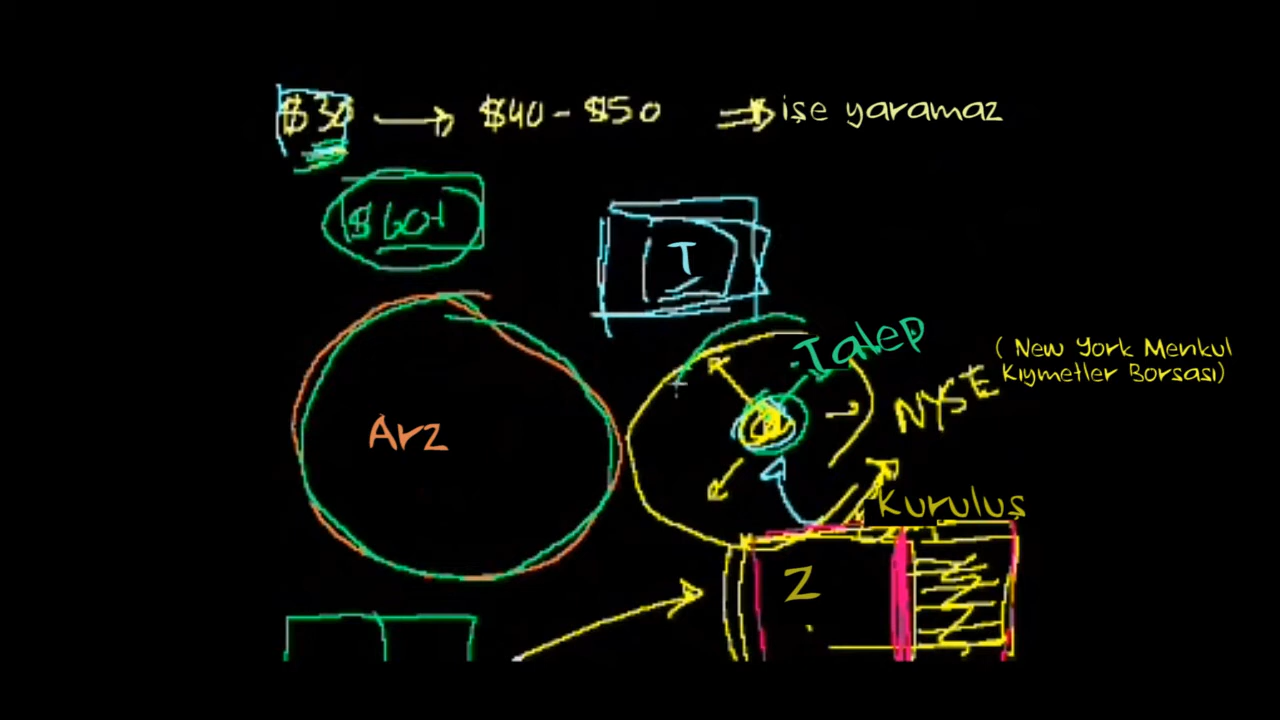 $30 → $40 - $50 ⇒ işe yaramaz
$60+
T
Talep
( New York Menkul
Kıymetler Borsası)
NYSE
Arz
Kuruluş
Z